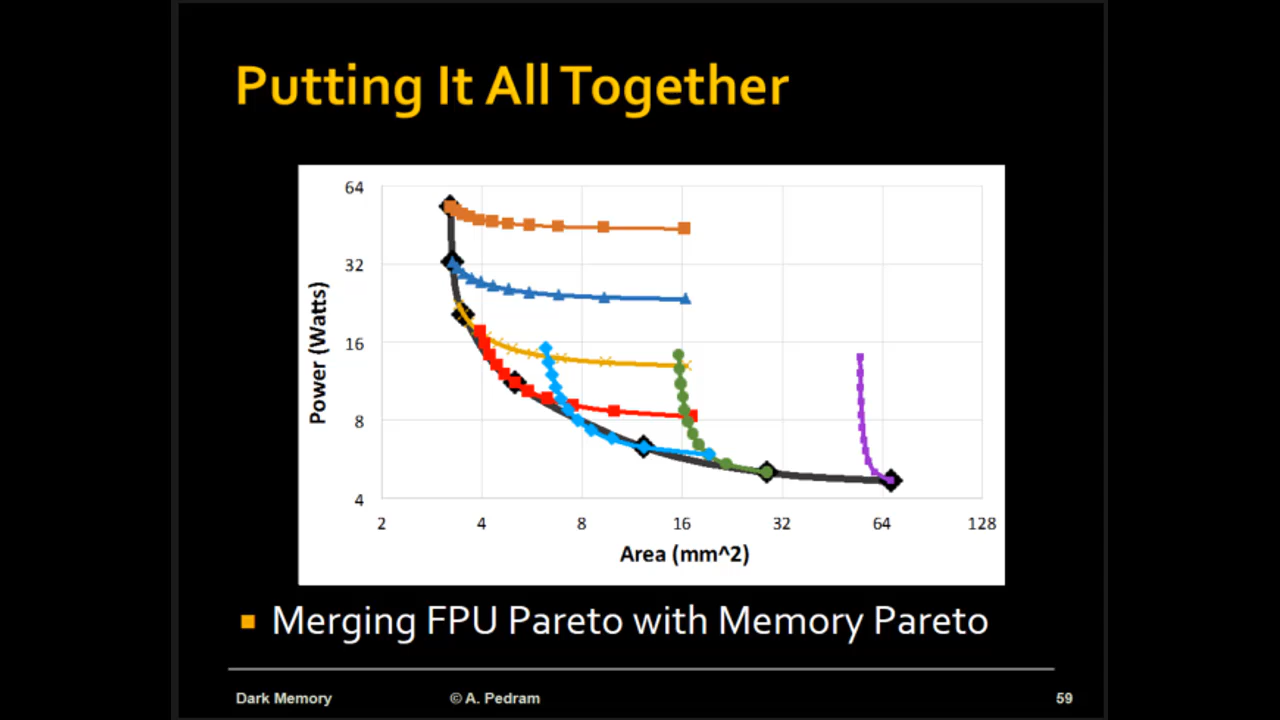 Putting It All Together
64
32
16
8
4
Power (Watts)
2 4 8 16 32 64 128
Area (mm^2)
Merging FPU Pareto with Memory Pareto
Dark Memory © A. Pedram 59